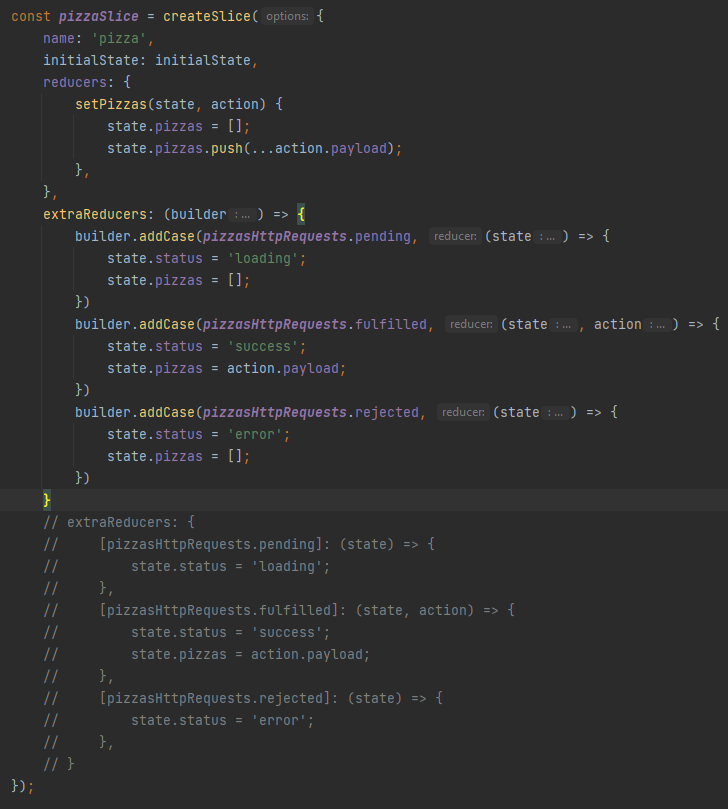 const pizzaSlice = createSlice( options: {
    name: 'pizza',
    initialState: initialState,
    reducers: {
        setPizzas(state, action) {
            state.pizzas = [];
            state.pizzas.push(...action.payload);
        },
    },
    extraReducers: (builder : ... ) => {
        builder.addCase(pizzasHttpRequests.pending, reducer: (state : ... ) => {
            state.status = 'loading';
            state.pizzas = [];
        })
        builder.addCase(pizzasHttpRequests.fulfilled, reducer: (state : ... , action : ... ) => {
            state.status = 'success';
            state.pizzas = action.payload;
        })
        builder.addCase(pizzasHttpRequests.rejected, reducer: (state : ... ) => {
            state.status = 'error';
            state.pizzas = [];
        })
    }
    // extraReducers: {
    //     [pizzasHttpRequests.pending]: (state) => {
    //         state.status = 'loading';
    //     },
    //     [pizzasHttpRequests.fulfilled]: (state, action) => {
    //         state.status = 'success';
    //         state.pizzas = action.payload;
    //     },
    //     [pizzasHttpRequests.rejected]: (state) => {
    //         state.status = 'error';
    //     },
    // }
});